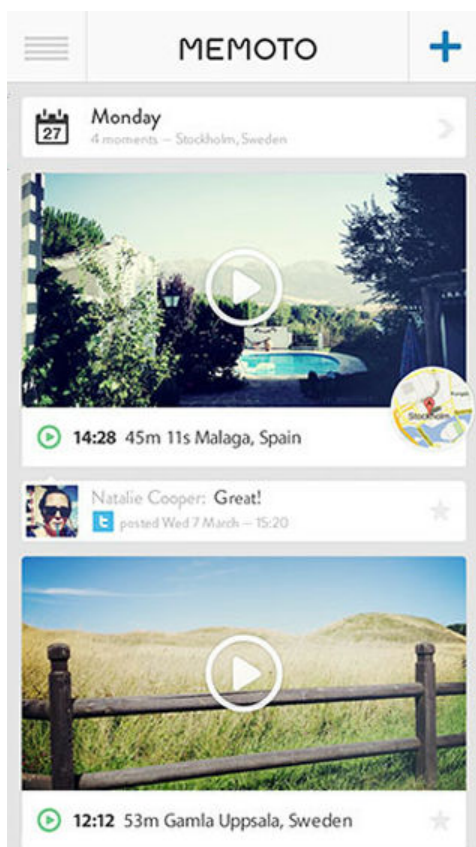 MEMOTO
27
Monday
4 moments — Stockholm, Sweden
Stockholm
14:28 45m 11s Malaga, Spain
Natalie Cooper: Great!
t posted Wed 7 March — 15:20
12:12 53m Gamla Uppsala, Sweden